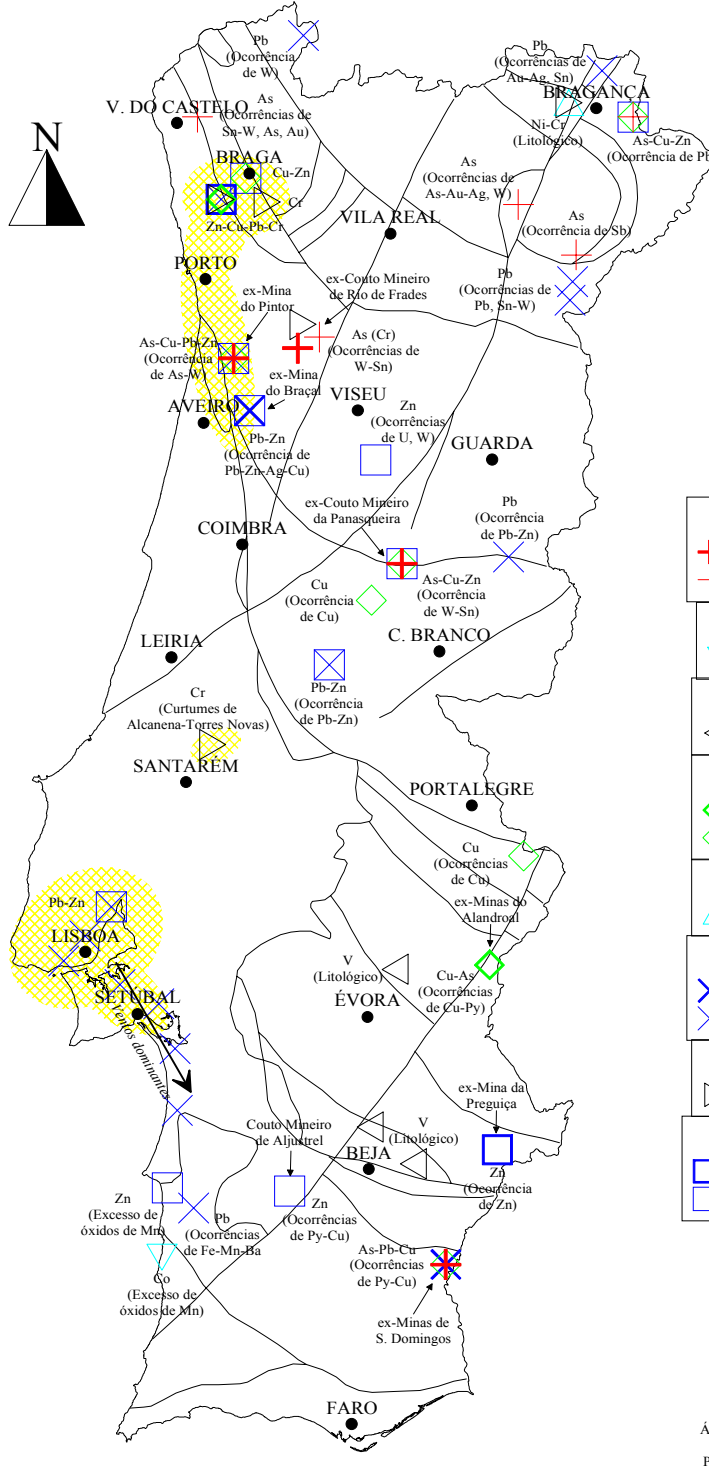 Pb
(Ocorrência
de W)
Pb
(Ocorrências de
Au-Ag, Sn)
BRAGANÇA
V. DO CASTELO
As
(Ocorrências de
Sn-W, As, Au)
Ni-Cr
(Litológico)
As-Cu-Zn
(Ocorrência de Pb
N
BRAGA
Cu-Zn
As
(Ocorrências de
As-Au-Ag, W)
Cr
Zn-Cu-Pb-Cr
VILA REAL
As
(Ocorrência de Sb)
PORTO
ex-Mina
do Pintor
ex-Couto Mineiro
de Rio de Frades
Pb
(Ocorrências de
Pb, Sn-W)
As-Cu-Pb-Zn
(Ocorrência
de As-W)
As (Cr)
(Ocorrências de
W-Sn)
ex-Mina
do Braçal
AVEIRO
VISEU
Zn
(Ocorrências
de U, W)
Pb-Zn
(Ocorrência de
Pb-Zn-Ag-Cu)
GUARDA
ex-Couto Mineiro
da Panasqueira
Pb
(Ocorrência
de Pb-Zn)
COIMBRA
Cu
(Ocorrência
de Cu)
As-Cu-Zn
(Ocorrência
de W-Sn)
LEIRIA
C. BRANCO
Pb-Zn
(Ocorrência
de Pb-Zn)
Cr
(Curtumes de
Alcanena-Torres Novas)
SANTARÉM
PORTALEGRE
Cu
(Ocorrências
de Cu)
Pb-Zn
LISBOA
ex-Minas do
Alandroal
V
(Litológico)
Cu-As
(Ocorrências
de Cu-Py)
SETUBAL
ÉVORA
Ventos dominantes
ex-Mina da
Preguiça
Couto Mineiro
de Aljustrel
V
(Litológico)
BEJA
Zn
(Ocorrência
de Zn)
Zn
(Excesso de
óxidos de Mn)
Pb
(Ocorrências
de Fe-Mn-Ba
Zn
(Ocorrências
de Py-Cu)
As-Pb-Cu
(Ocorrências
de Py-Cu)
Co
(Excesso de
óxidos de Mn)
ex-Minas de
S. Domingos
FARO
Á
P